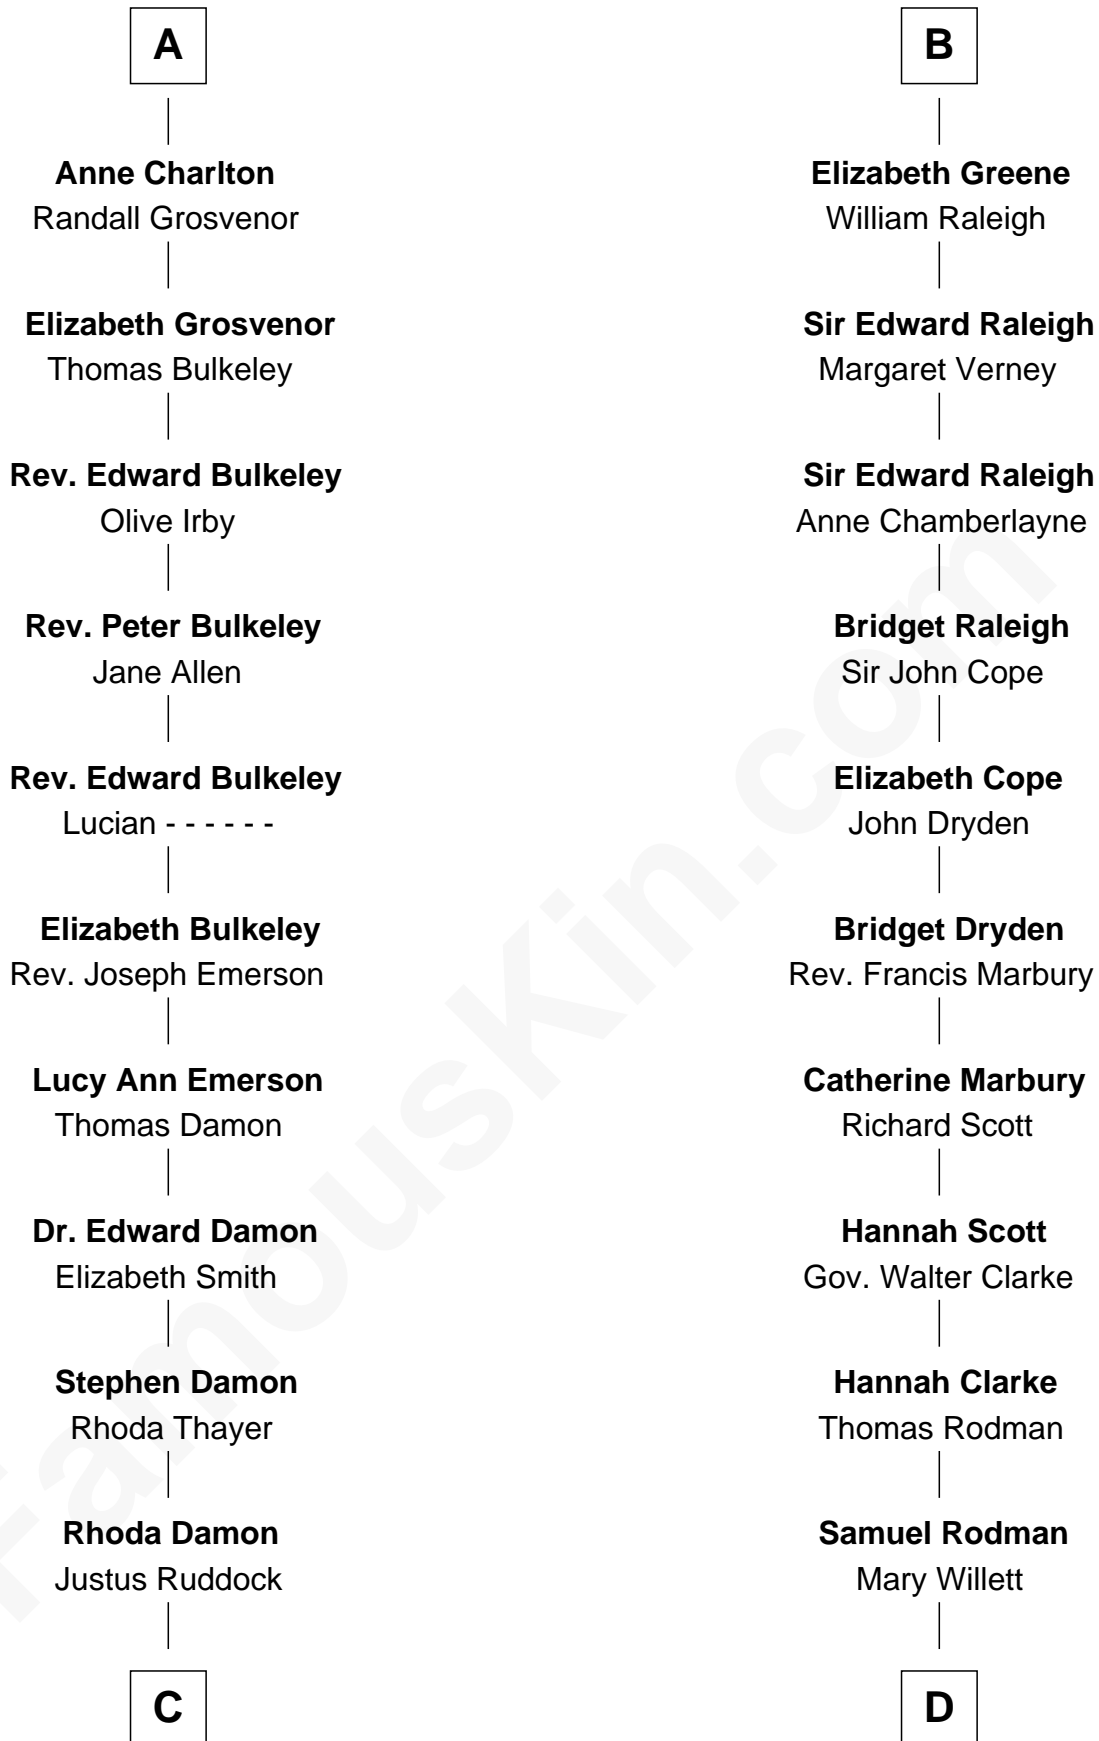 A
Anne Charlton
Randall Grosvenor
Elizabeth Grosvenor
Thomas Bulkeley
Rev. Edward Bulkeley
Olive Irby
Rev. Peter Bulkeley
Jane Allen
Rev. Edward Bulkeley
Lucian - - - - - -
Elizabeth Bulkeley
Rev. Joseph Emerson
Lucy Ann Emerson
Thomas Damon
Dr. Edward Damon
Elizabeth Smith
Stephen Damon
Rhoda Thayer
Rhoda Damon
Justus Ruddock
C
B
Elizabeth Greene
William Raleigh
Sir Edward Raleigh
Margaret Verney
Sir Edward Raleigh
Anne Chamberlayne
Bridget Raleigh
Sir John Cope
Elizabeth Cope
John Dryden
Bridget Dryden
Rev. Francis Marbury
Catherine Marbury
Richard Scott
Hannah Scott
Gov. Walter Clarke
Hannah Clarke
Thomas Rodman
Samuel Rodman
Mary Willett
D
FamousKin.com